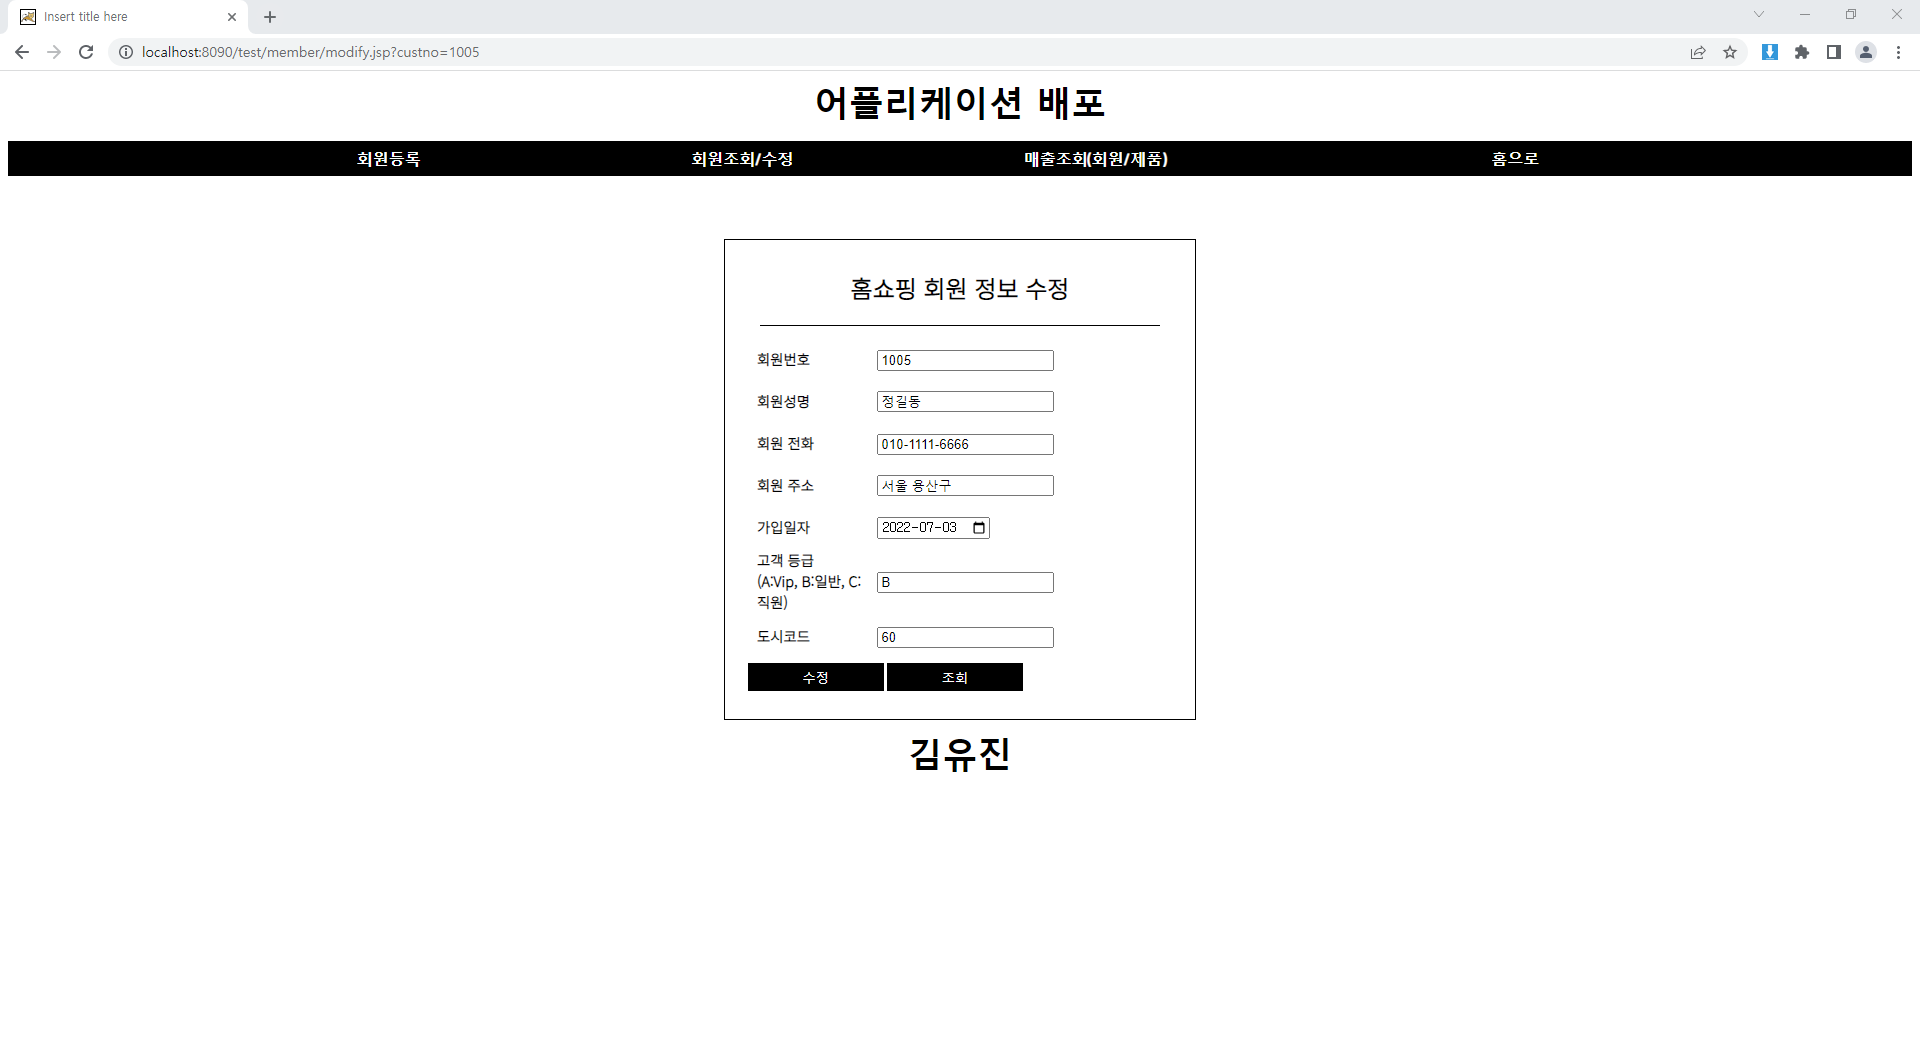 Insert title here
localhost:8090/test/member/modify.jsp?custno=1005
어플리케이션 배포
회원등록 회원조회/수정 매출조회(회원/제품) 홈으로
홈쇼핑 회원 정보 수정
회원번호 1005
회원성명 정길동
회원 전화 010-1111-6666
회원 주소 서울 용산구
가입일자 2022-07-03
고객 등급
(A:Vip, B:일반, C: B
직원)
도시코드 60
수정 조회
김유진